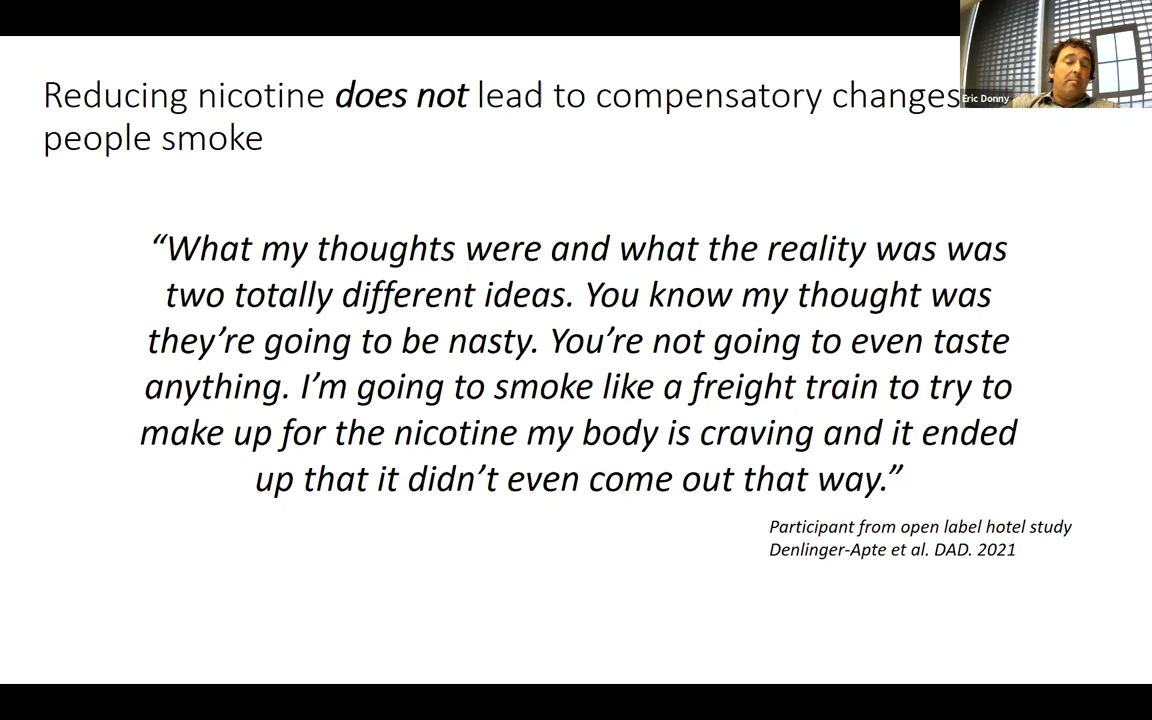 Reducing nicotine does not lead to compensatory changes
people smoke
Eric Donny
“What my thoughts were and what the reality was was
two totally different ideas. You know my thought was
they’re going to be nasty. You’re not going to even taste
anything. I’m going to smoke like a freight train to try to
make up for the nicotine my body is craving and it ended
up that it didn’t even come out that way.”
Participant from open label hotel study
Denlinger-Apte et al. DAD. 2021